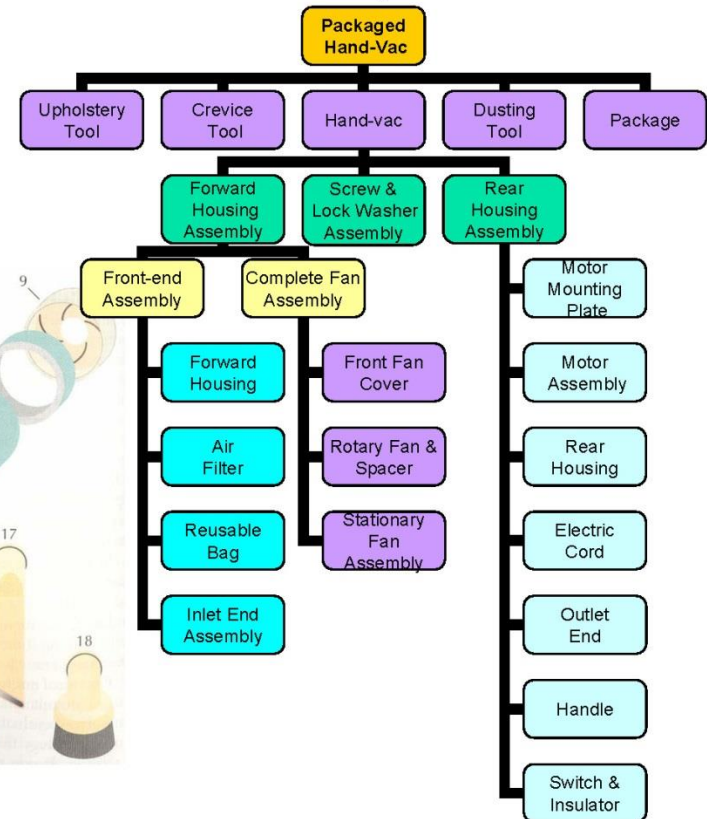 Packaged
Hand-Vac
Upholstery
Tool
Crevice
Tool
Hand-vac
Dusting
Tool
Package
Forward
Housing
Assembly
Screw &
Lock Washer
Assembly
Rear
Housing
Assembly
Front-end
Assembly
Complete Fan
Assembly
Forward
Housing
Air
Filter
Reusable
Bag
Inlet End
Assembly
Front Fan
Cover
Rotary Fan &
Spacer
Stationary
Fan
Assembly
Motor
Mounting
Plate
Motor
Assembly
Rear
Housing
Electric
Cord
Outlet
End
Handle
Switch &
Insulator
9
17
18